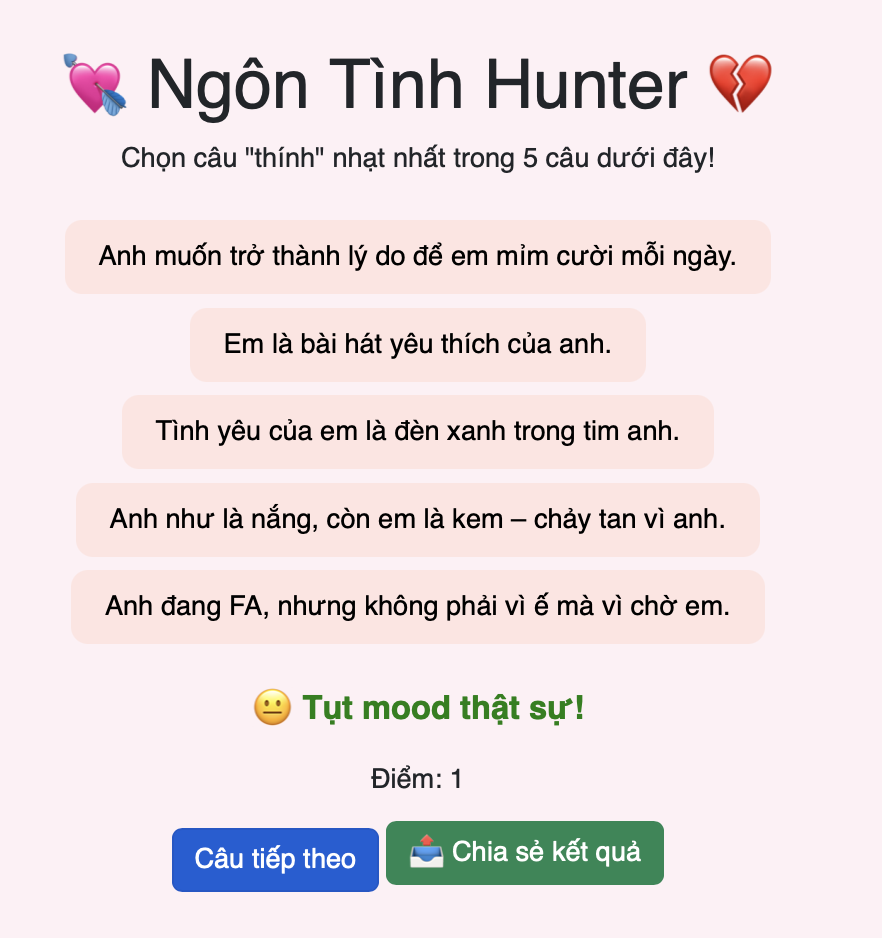 💘 Ngôn Tình Hunter 💔
Chọn câu "thính" nhạt nhất trong 5 câu dưới đây!
Anh muốn trở thành lý do để em mỉm cười mỗi ngày.
Em là bài hát yêu thích của anh.
Tình yêu của em là đèn xanh trong tim anh.
Anh như là nắng, còn em là kem – chảy tan vì anh.
Anh đang FA, nhưng không phải vì ế mà vì chờ em.
😐 Tụt mood thật sự!
Điểm: 1
Câu tiếp theo
📤 Chia sẻ kết quả